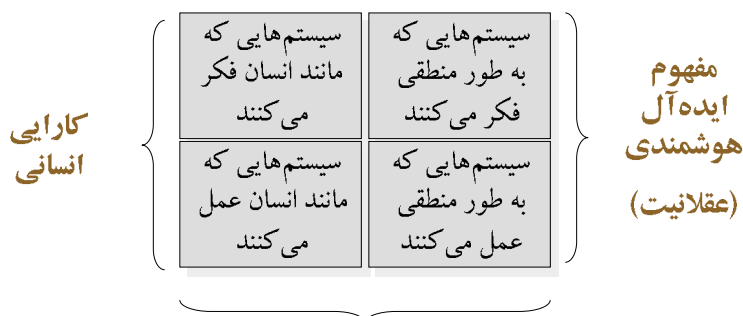 مفهوم
ایده‌آل
هوشمندی
(عقلانیت)
سیستم‌هایی که
به طور منطقی
فکر می‌کنند
سیستم‌هایی که
مانند انسان فکر
می‌کنند
سیستم‌هایی که
به طور منطقی
عمل می‌کنند
سیستم‌هایی که
مانند انسان عمل
می‌کنند
کارایی
انسانی